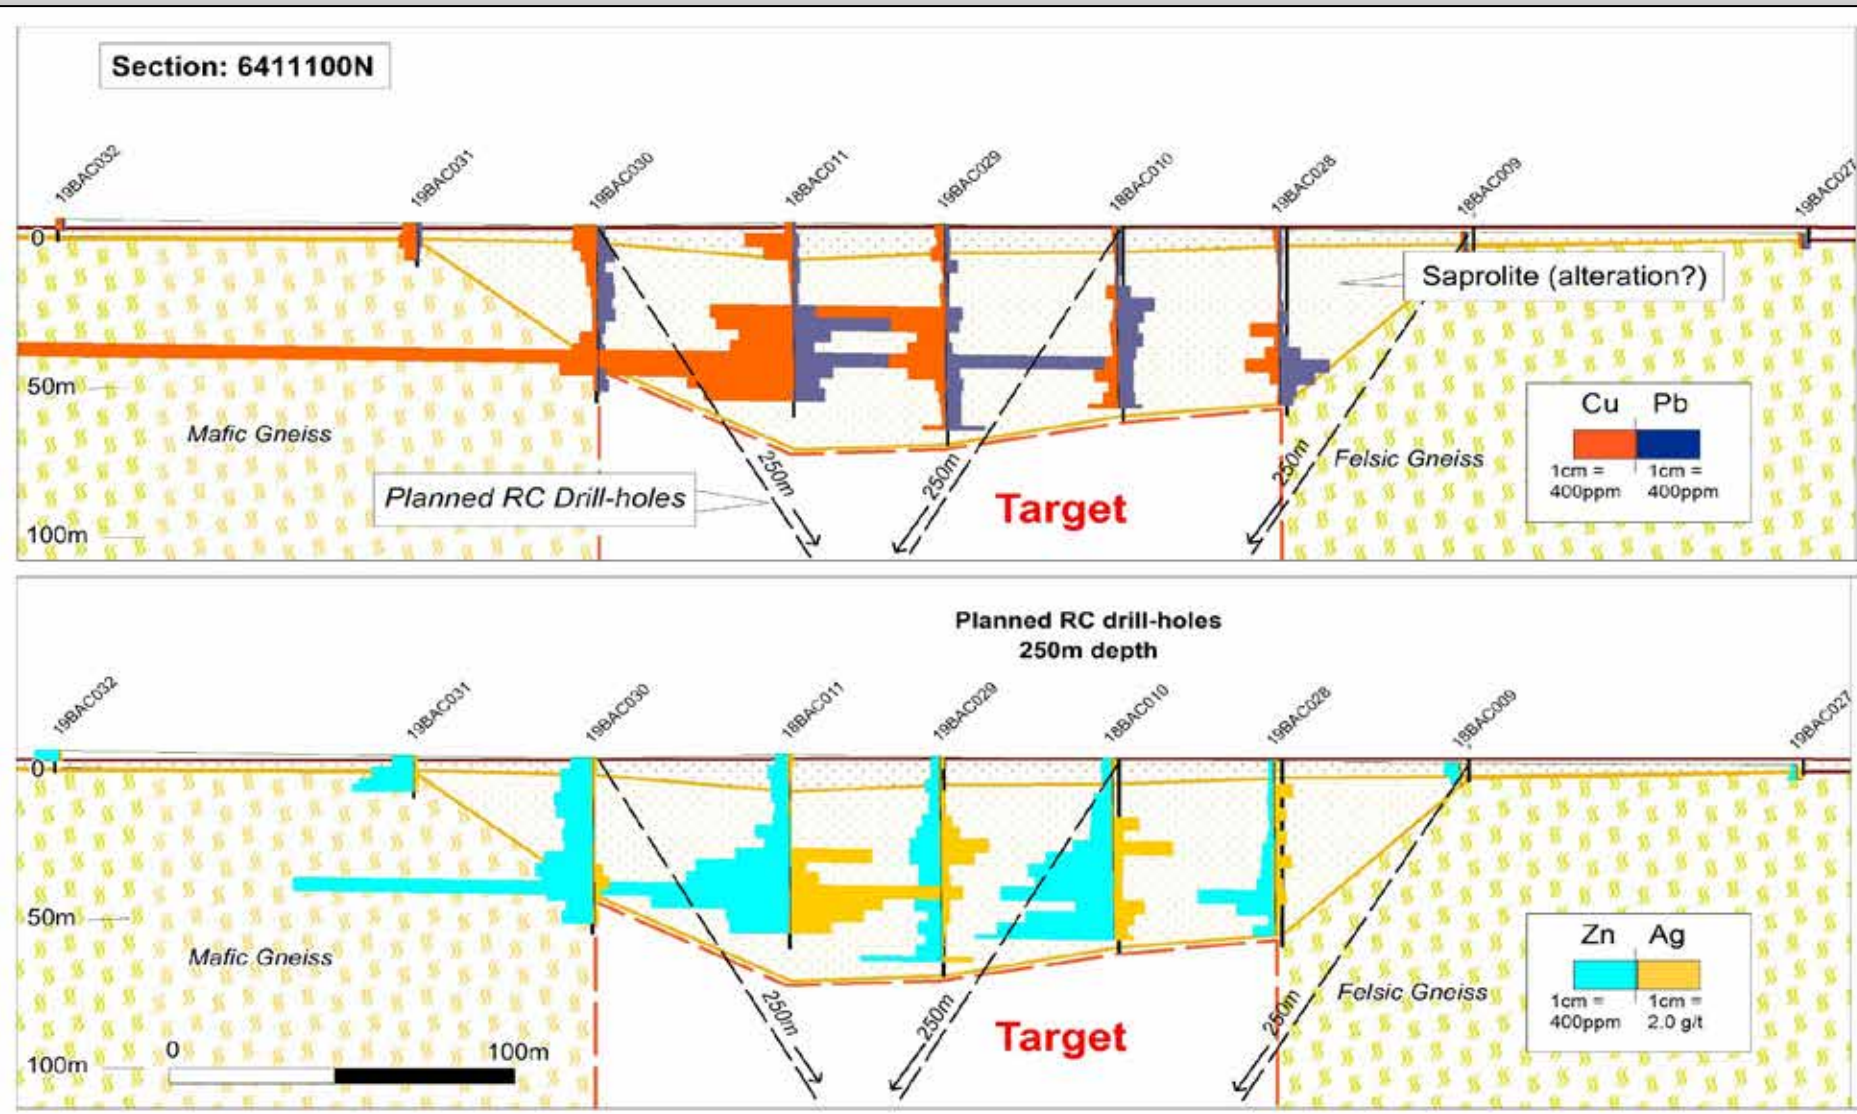 Section: 6411100N
19BAC032
19BAC031
19BAC030
18BAC011
19BAC029
18BAC010
19BAC028
18BAC009
19BAC027
0
Saprolite (alteration?)
50m
Mafic Gneiss
Cu Pb
1cm = 1cm =
400ppm 400ppm
Felsic Gneiss
250m
250m
250m
Planned RC Drill-holes
Target
100m
Planned RC drill-holes
250m depth
19BAC032
19BAC031
19BAC030
18BAC011
19BAC029
18BAC010
19BAC028
18BAC009
19BAC027
0
50m
Mafic Gneiss
Zn Ag
1cm = 1cm =
400ppm 2.0 g/t
Felsic Gneiss
250m
250m
250m
Target
0 100m
100m